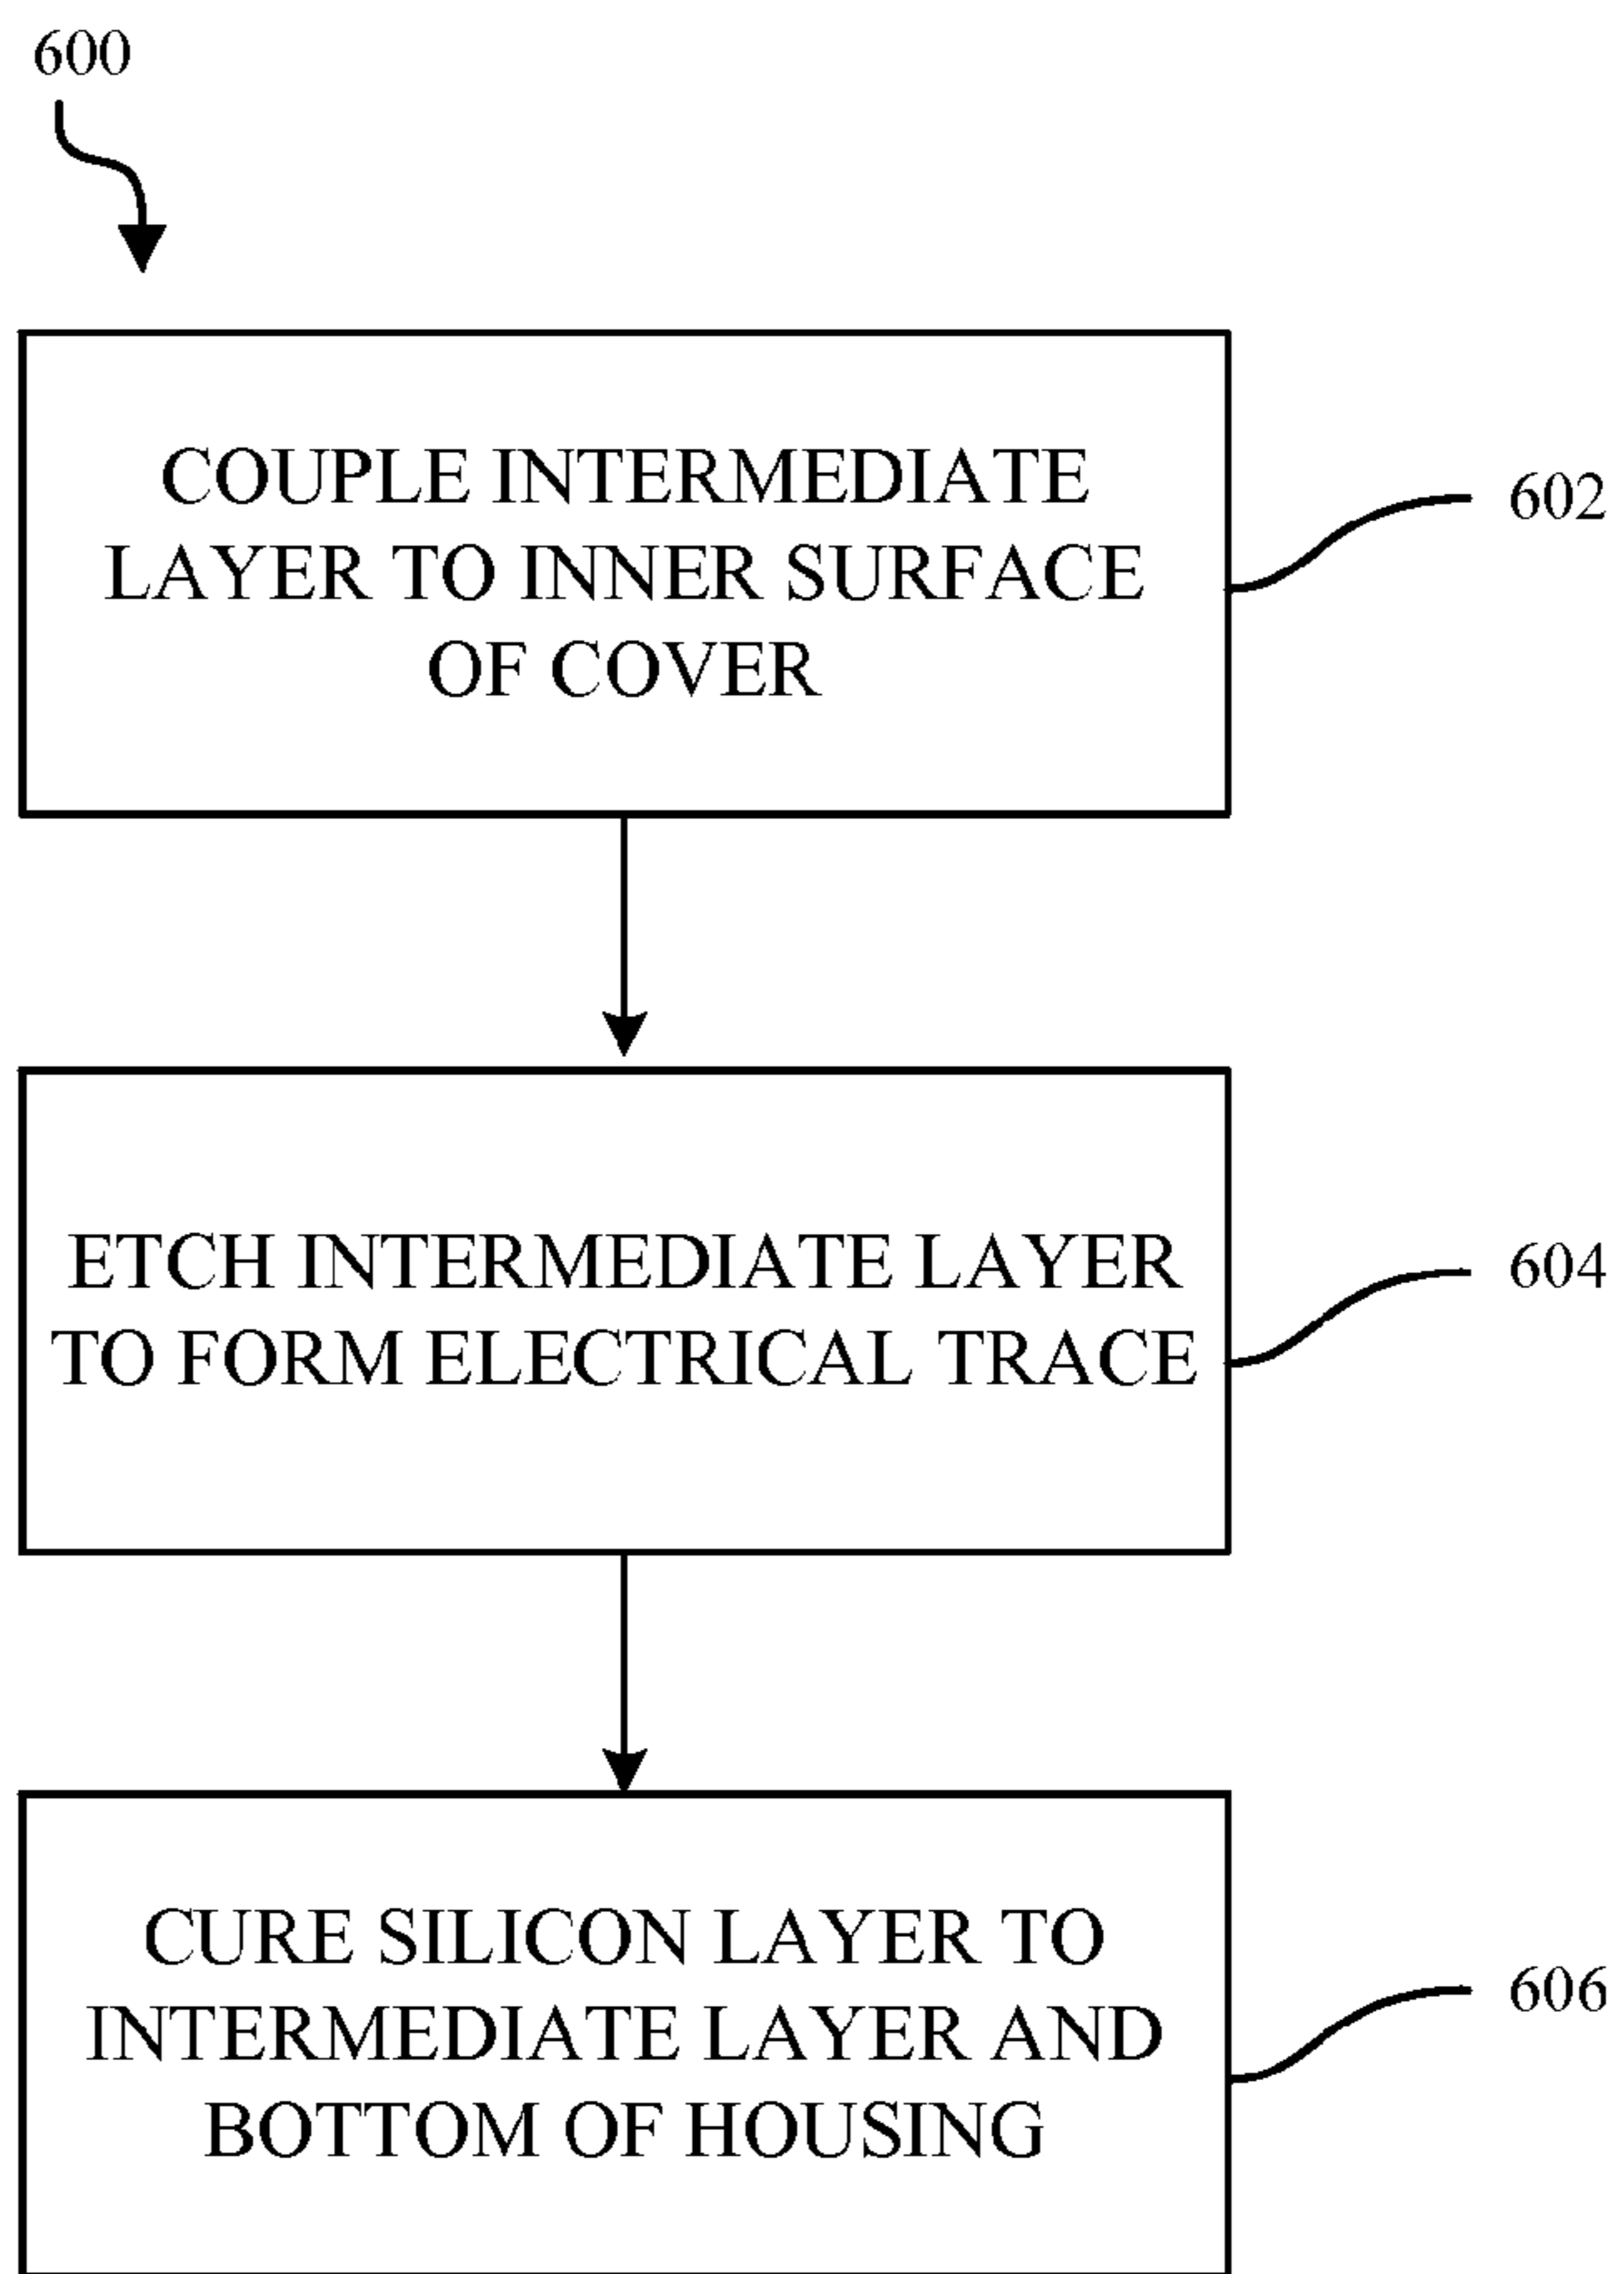 600
COUPLE INTERMEDIATE
LAYER TO INNER SURFACE
OF COVER
602
ETCH INTERMEDIATE LAYER
TO FORM ELECTRICAL TRACE
604
CURE SILICON LAYER TO
INTERMEDIATE LAYER AND
BOTTOM OF HOUSING
606